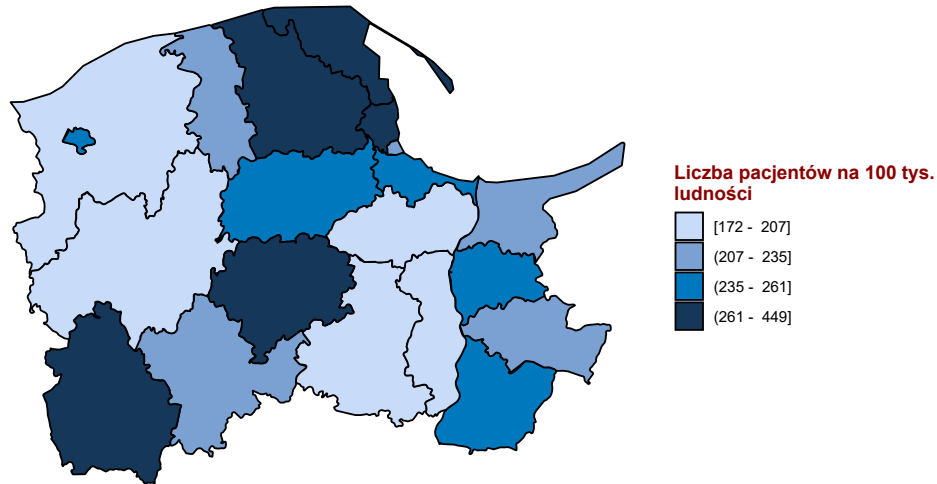 Liczba pacjentów na 100 tys.
ludności
[172 - 207]
(207 - 235]
(235 - 261]
(261 - 449]